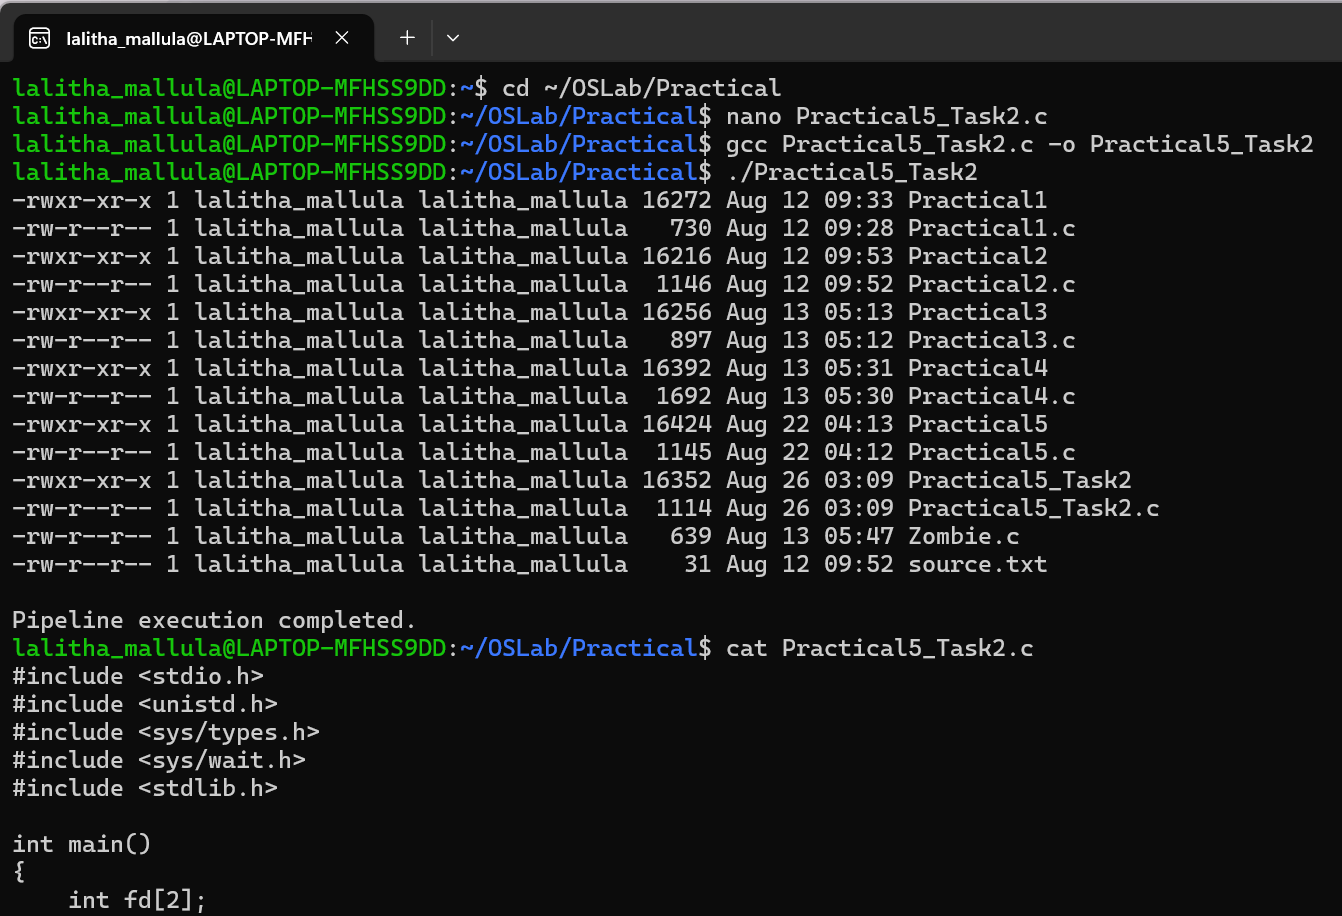 lalitha_mallula@LAPTOP-MFH
lalitha_mallula@LAPTOP-MFHSS9DD:~$ cd ~/OSLab/Practical
lalitha_mallula@LAPTOP-MFHSS9DD:~/OSLab/Practical$ nano Practical5_Task2.c
lalitha_mallula@LAPTOP-MFHSS9DD:~/OSLab/Practical$ gcc Practical5_Task2.c -o Practical5_Task2
lalitha_mallula@LAPTOP-MFHSS9DD:~/OSLab/Practical$ ./Practical5_Task2
-rwxr-xr-x 1 lalitha_mallula lalitha_mallula 16272 Aug 12 09:33 Practical1
-rw-r--r-- 1 lalitha_mallula lalitha_mallula   730 Aug 12 09:28 Practical1.c
-rwxr-xr-x 1 lalitha_mallula lalitha_mallula 16216 Aug 12 09:53 Practical2
-rw-r--r-- 1 lalitha_mallula lalitha_mallula  1146 Aug 12 09:52 Practical2.c
-rwxr-xr-x 1 lalitha_mallula lalitha_mallula 16256 Aug 13 05:13 Practical3
-rw-r--r-- 1 lalitha_mallula lalitha_mallula   897 Aug 13 05:12 Practical3.c
-rwxr-xr-x 1 lalitha_mallula lalitha_mallula 16392 Aug 13 05:31 Practical4
-rw-r--r-- 1 lalitha_mallula lalitha_mallula  1692 Aug 13 05:30 Practical4.c
-rwxr-xr-x 1 lalitha_mallula lalitha_mallula 16424 Aug 22 04:13 Practical5
-rw-r--r-- 1 lalitha_mallula lalitha_mallula  1145 Aug 22 04:12 Practical5.c
-rwxr-xr-x 1 lalitha_mallula lalitha_mallula 16352 Aug 26 03:09 Practical5_Task2
-rw-r--r-- 1 lalitha_mallula lalitha_mallula  1114 Aug 26 03:09 Practical5_Task2.c
-rw-r--r-- 1 lalitha_mallula lalitha_mallula   639 Aug 13 05:47 Zombie.c
-rw-r--r-- 1 lalitha_mallula lalitha_mallula    31 Aug 12 09:52 source.txt

Pipeline execution completed.
lalitha_mallula@LAPTOP-MFHSS9DD:~/OSLab/Practical$ cat Practical5_Task2.c
#include <stdio.h>
#include <unistd.h>
#include <sys/types.h>
#include <sys/wait.h>
#include <stdlib.h>

int main()
{
    int fd[2];